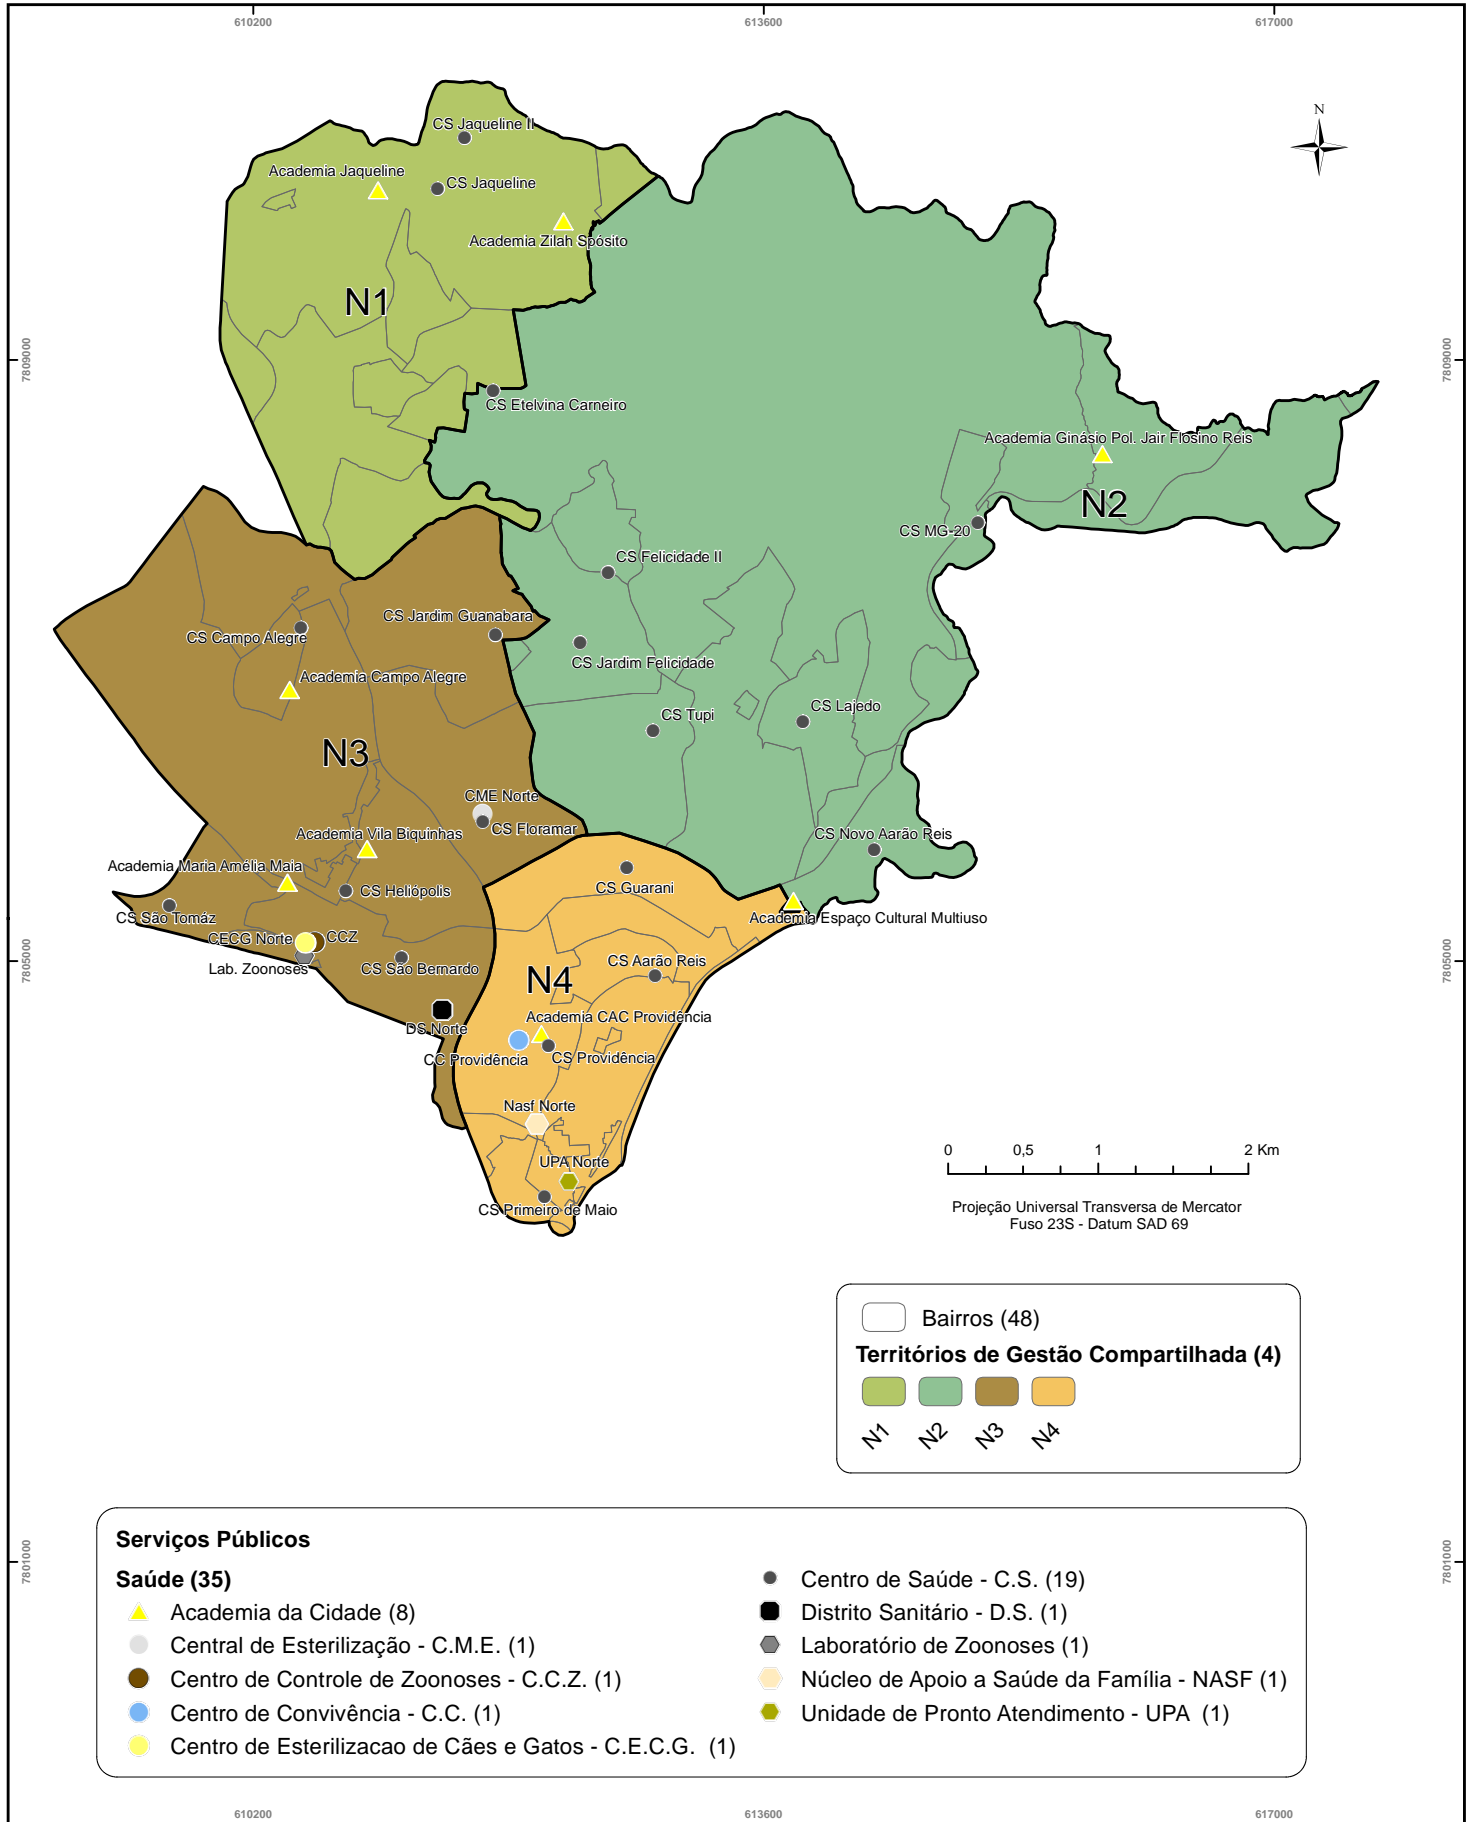 610200
613600
617000
N
CS Jaqueline II
Academia Jaqueline
CS Jaqueline
Academia Zilah Spósito
N1
7809000
7809000
CS Etelvina Carneiro
Academia Ginásio Pol. Jair Flosino Reis
N2
CS MG-20
CS Felicidade II
CS Jardim Guanabara
CS Campo Alegre
CS Jardim Felicidade
Academia Campo Alegre
CS Tupi
CS Lajedo
N3
CME Norte
CS Floramar
Academia Vila Biquinhas
CS Novo Aarão Reis
Academia Maria Amélia Maia
CS Heliópolis
CS Guarani
CS São Tomáz
Academia Espaço Cultural Multiuso
CECG Norte
CCZ
Lab. Zoonoses
CS São Bernardo
CS Aarão Reis
7805000
7805000
N4
Academia CAC Providência
DS Norte
CC Providência
CS Providência
Nasf Norte
UPA Norte
CS Primeiro de Maio
0 0,5 1 2 Km
Projeção Universal Transversa de Mercator
Fuso 23S - Datum SAD 69
Bairros (48)
Territórios de Gestão Compartilhada (4)
N1 N2 N3 N4
Serviços Públicos
Saúde (35)
Academia da Cidade (8)
Central de Esterilização - C.M.E. (1)
Centro de Controle de Zoonoses - C.C.Z. (1)
Centro de Convivência - C.C. (1)
Centro de Esterilizacao de Cães e Gatos - C.E.C.G. (1)
Centro de Saúde - C.S. (19)
Distrito Sanitário - D.S. (1)
Laboratório de Zoonoses (1)
Núcleo de Apoio a Saúde da Família - NASF (1)
Unidade de Pronto Atendimento - UPA (1)
7801000
7801000
610200
613600
617000